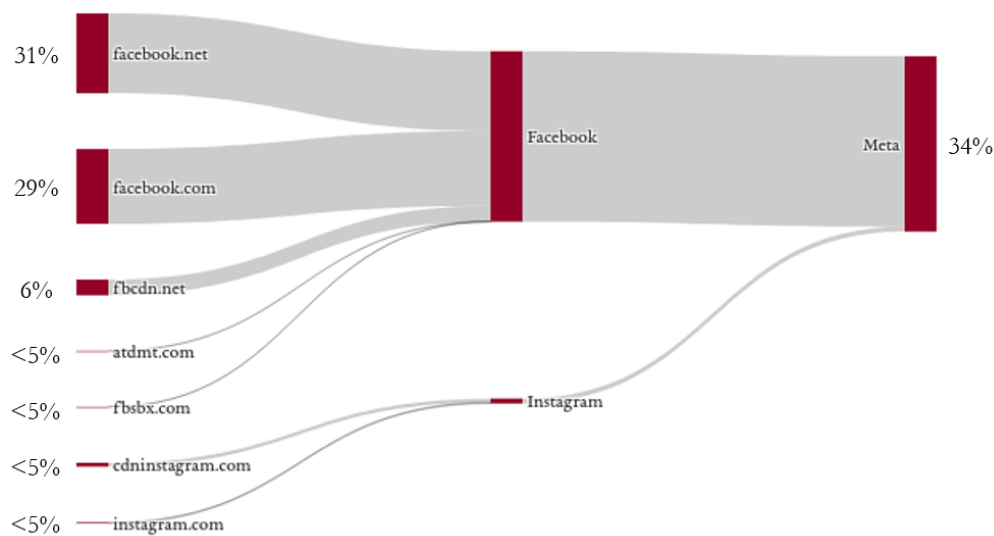 31%
facebook.net
Facebook
Meta
34%
29%
facebook.com
6%
fbcdn.net
<5%
atdmt.com
<5%
fbsbx.com
Instagram
<5%
cdninstagram.com
<5%
instagram.com